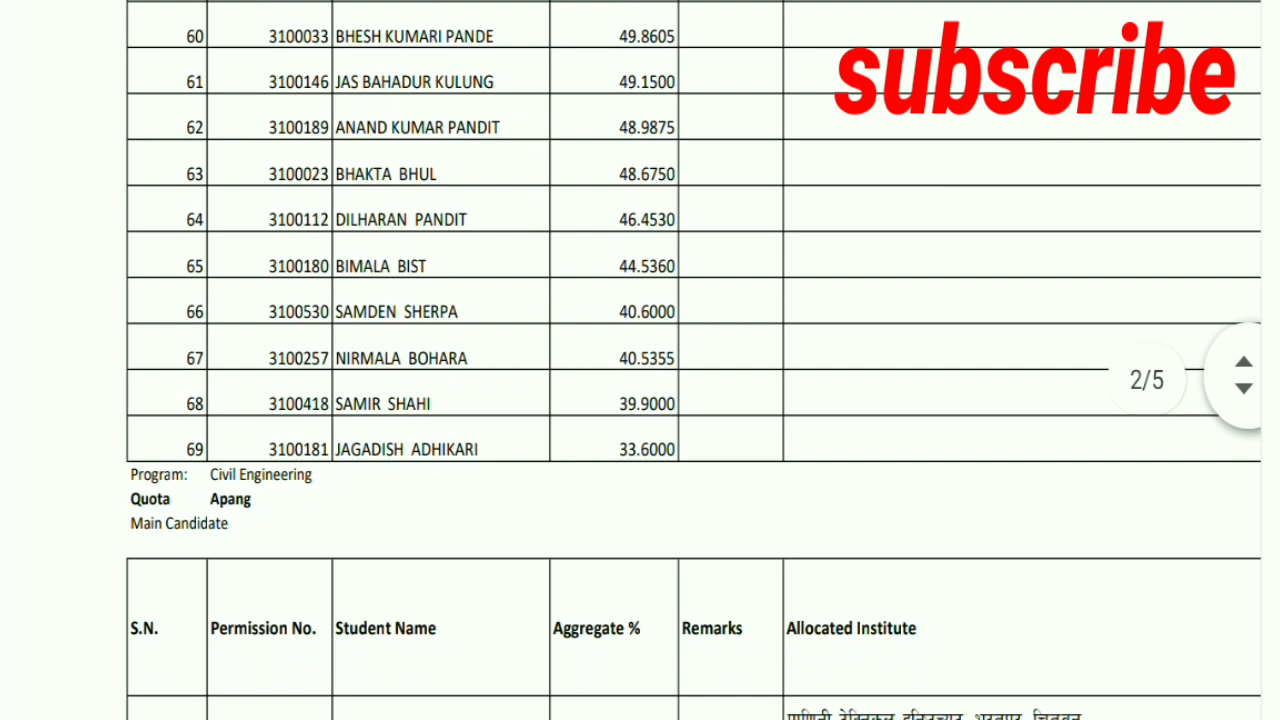 60 3100033 BHESH KUMARI PANDE 49.8605
subscribe
61 3100146 JAS BAHADUR KULUNG 49.1500
62 3100189 ANAND KUMAR PANDIT 48.9875
63 3100023 BHAKTA BHUL 48.6750
64 3100112 DILHARAN PANDIT 46.4530
65 3100180 BIMALA BIST 44.5360
66 3100530 SAMDEN SHERPA 40.6000
67 3100257 NIRMALA BOHARA 40.5355
2/5
68 3100418 SAMIR SHAHI 39.9000
69 3100181 JAGADISH ADHIKARI 33.6000
Program: Civil Engineering
Quota Apang
Main Candidate
S.N. Permission No. Student Name Aggregate % Remarks Allocated Institute